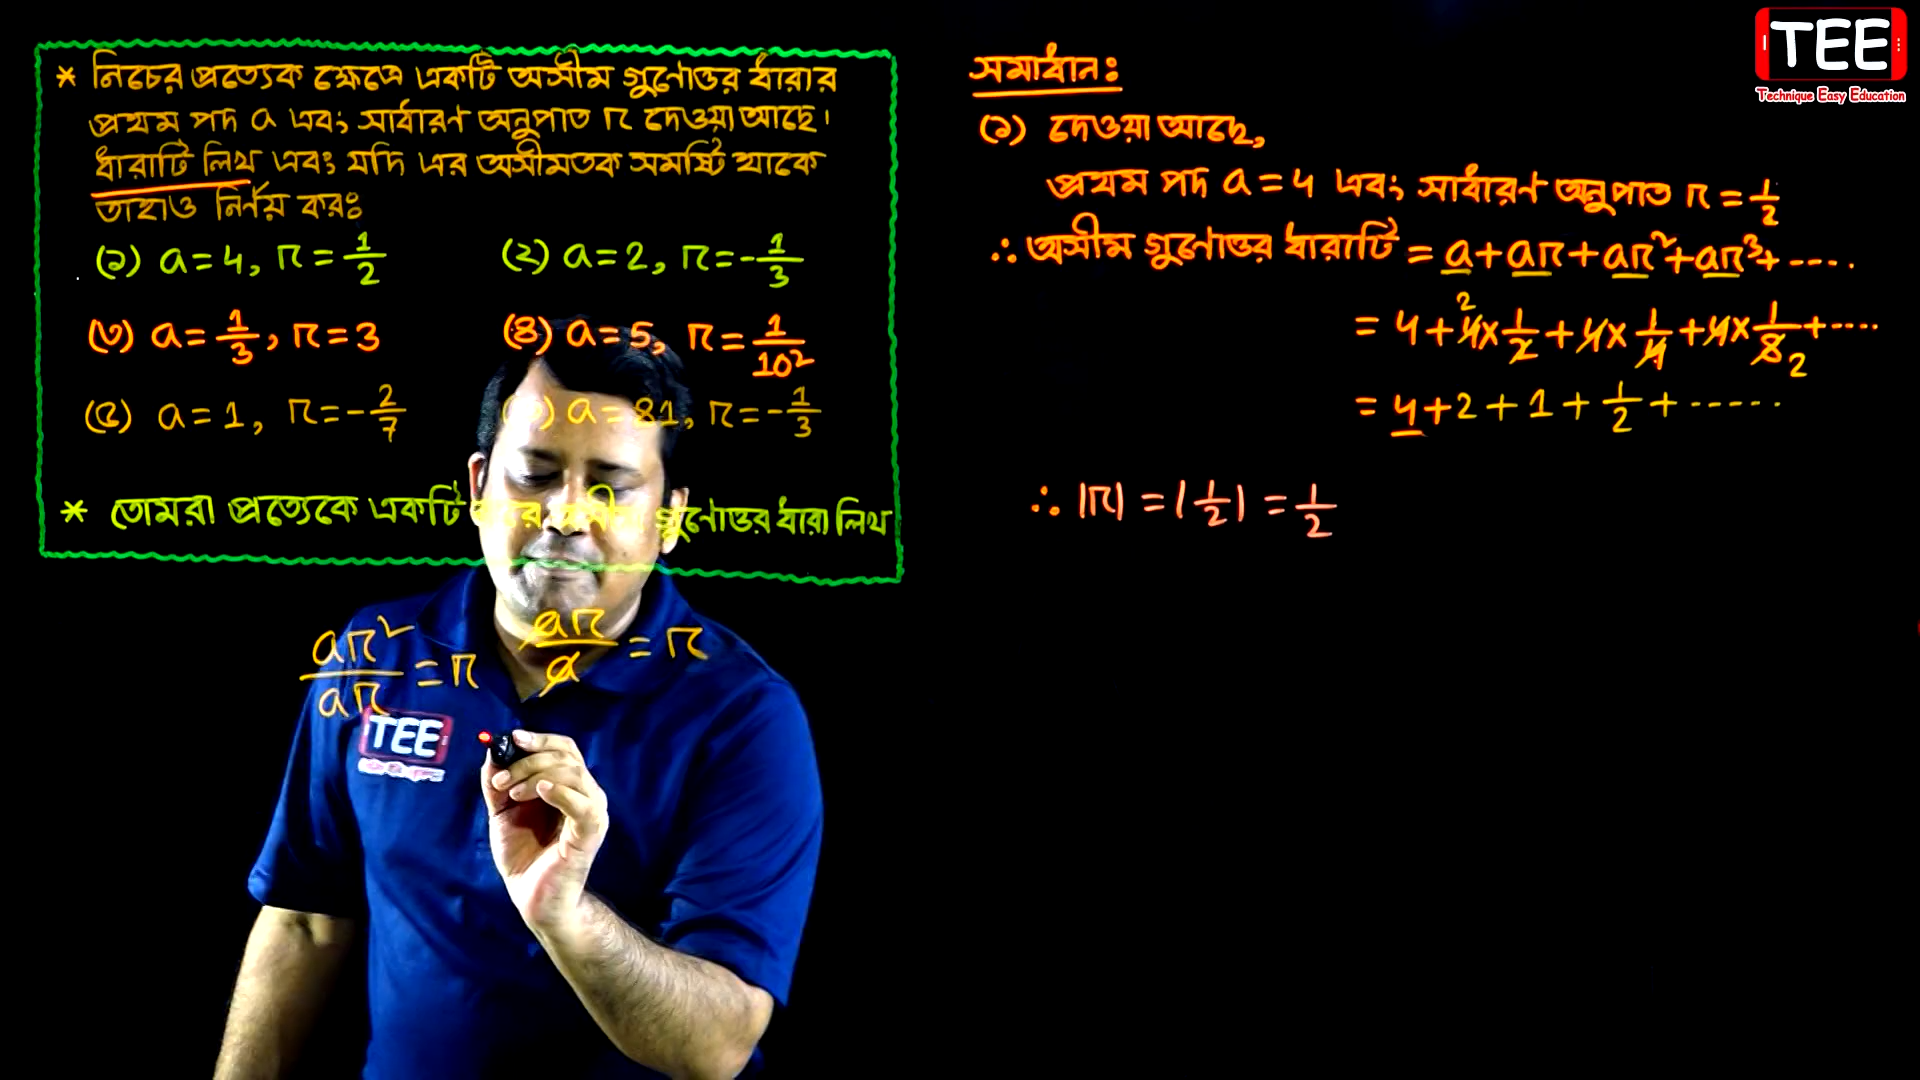 * নিচের প্রত্যেক ক্ষেত্রে একটি অসীম গুণোত্তর ধারার
প্রথম পদ a এবং সাধারণ অনুপাত r দেওয়া আছে।
ধারাটি লিখ এবং যদি এর অসীমতক সমষ্টি থাকে
তাহাও নির্ণয় করঃ
(১) a = 4, r = 1/2 (২) a = 2, r = -1/3
(৩) a = 1/3, r = 3 (৪) a = 5, r = 1/10²
(৫) a = 1, r = -2/7 a = 81, r = -1/3
* তোমরা প্রত্যেকে একটি গুণোত্তর ধারা লিখ
ar²/ar = r ar/a = r
TEE
সমাধানঃ
(১) দেওয়া আছে,
প্রথম পদ a = 4 এবং সাধারণ অনুপাত r = 1/2
∴ অসীম গুণোত্তর ধারাটি = a + ar + ar² + ar³ + ....
= 4 + 4² × 1/2 + 4 × 1/4 + 4 × 1/8 2 + ....
= 4 + 2 + 1 + 1/2 + .....
∴ |r| = |1/2| = 1/2
TEE
Technique Easy Education